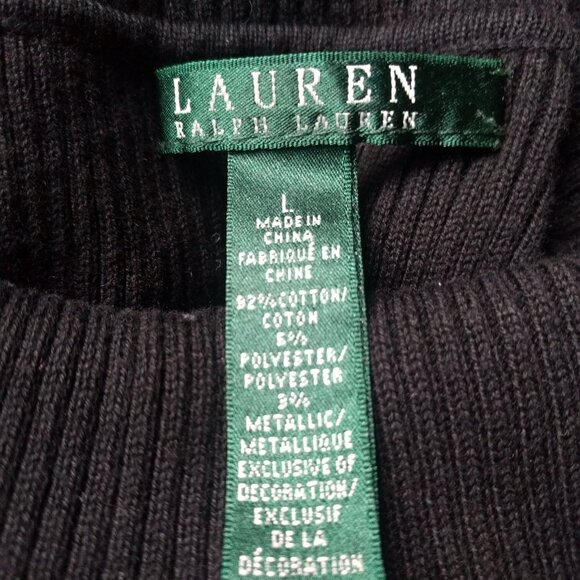 LAUREN
RALPH LAUREN
L
MADE IN
CHINA
FABRIQUÉ EN
CHINE
92% COTTON/
COTON
5%
POLYESTER/
POLYESTER
3%
METALLIC/
METALLIQUE
EXCLUSIVE OF
DECORATION/
EXCLUSIF
DE LA
DÉCORATION